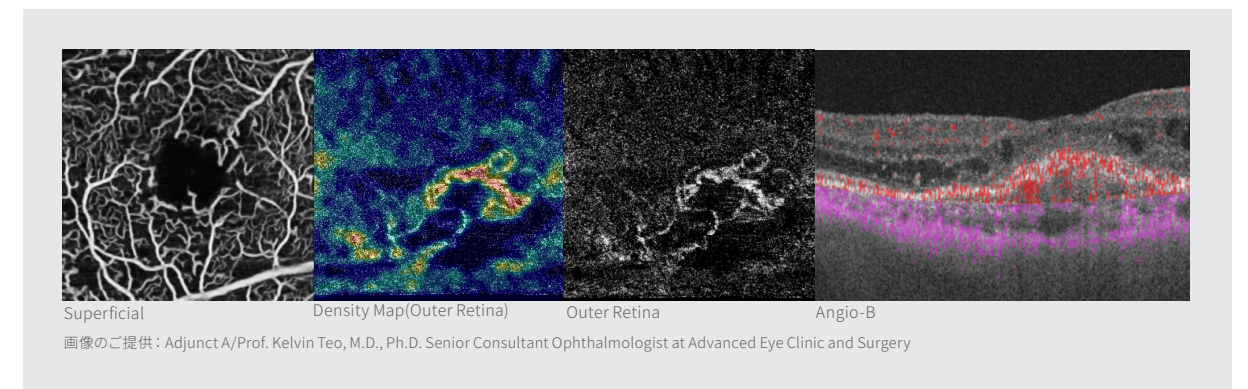 Superficial
Density Map(Outer Retina)
Outer Retina
Angio-B
画像のご提供：Adjunct A/Prof. Kelvin Teo, M.D., Ph.D. Senior Consultant Ophthalmologist at Advanced Eye Clinic and Surgery